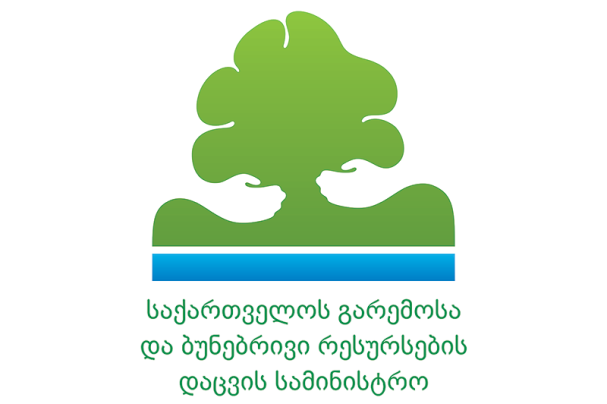 საქართველოს გარემოსა
და ბუნებრივი რესურსების
დაცვის სამინისტრო